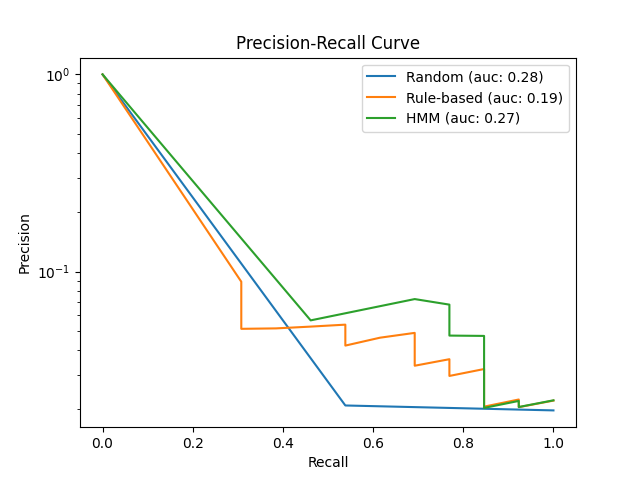 Precision-Recall Curve
Random (auc: 0.28)
Rule-based (auc: 0.19)
HMM (auc: 0.27)
10⁰
10⁻¹
Precision
0.0 0.2 0.4 0.6 0.8 1.0
Recall